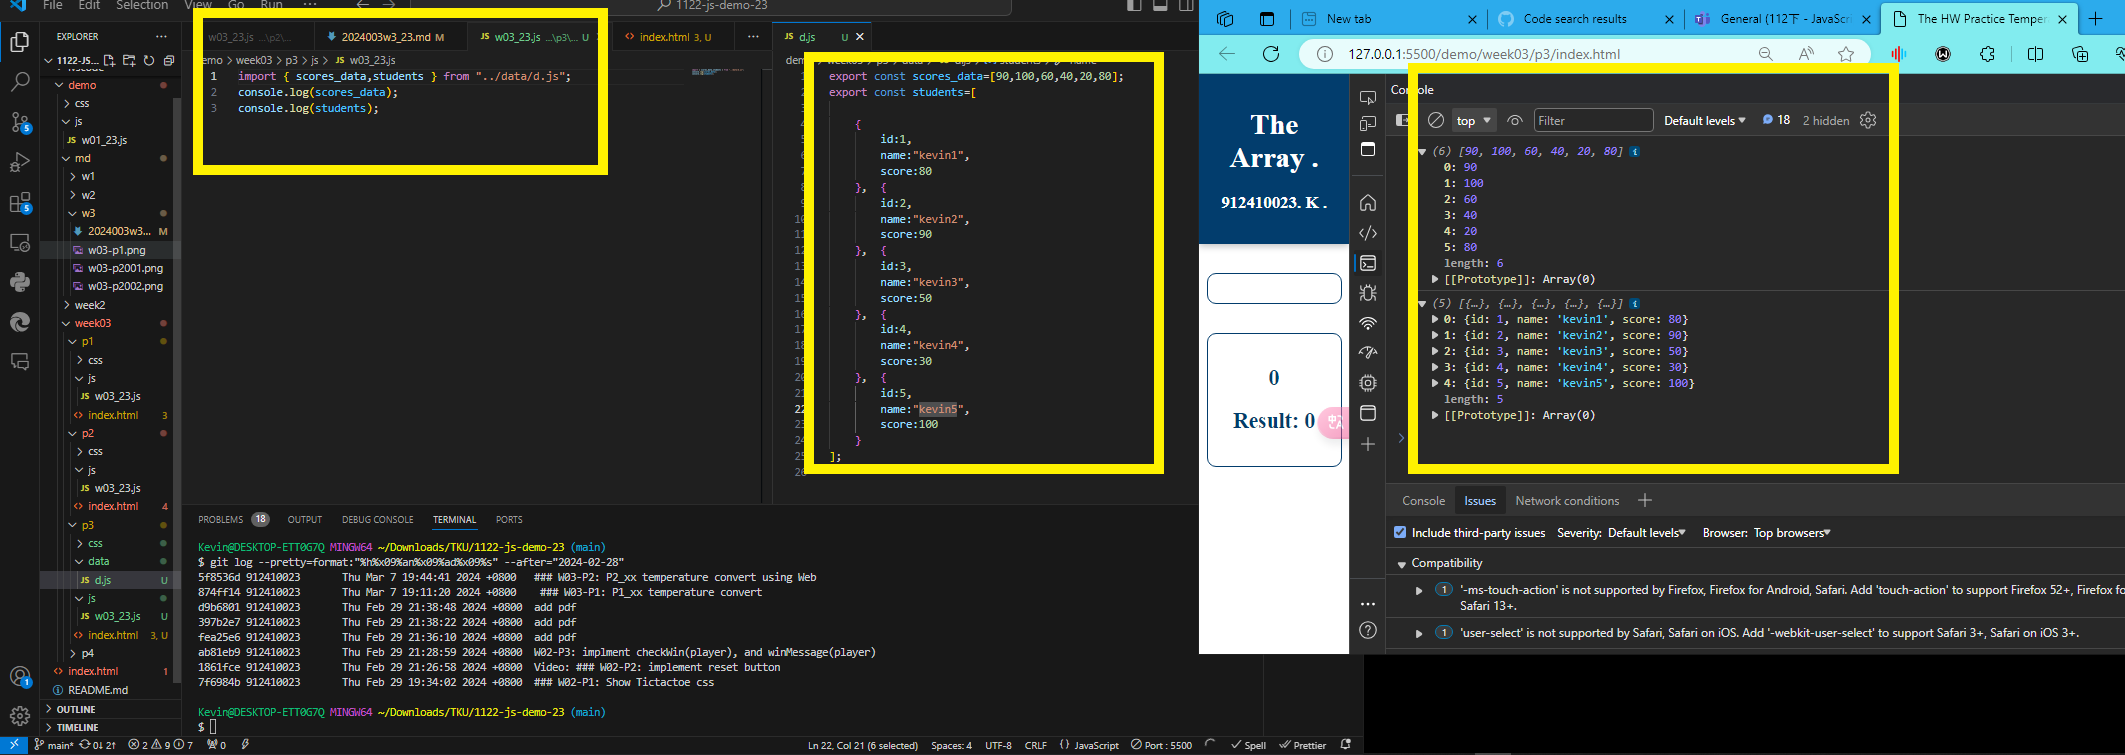 File Edit Selection View Go Run ···
1122-js-demo-23
EXPLORER ···
1122-J5...
demo
css
js
JS w01_23.js
md
w1
w2
w3
2024003w3... M
w03-p1.png
w03-p2001.png
w03-p2002.png
week2
week03
p1
css
js
JS w03_23.js
index.html 3
p2
css
js
JS w03_23.js
index.html 4
p3
css
data
JS d.js U
js
JS w03_23.js U
index.html 3, U
p4
index.html 1
README.md
OUTLINE
TIMELINE
w03_23.js ...\p2\...
2024003w3_23.md M
JS w03_23.js ...\p3\... U
index.html 3, U
···
demo > week03 > p3 > js > JS w03_23.js
1 import { scores_data,students } from "../data/d.js";
2 console.log(scores_data);
3 console.log(students);
JS d.js U
export const scores_data=[90,100,60,40,20,80];
export const students=[
{
id:1,
name:"kevin1",
score:80
}, {
id:2,
name:"kevin2",
score:90
}, {
id:3,
name:"kevin3",
score:50
}, {
id:4,
name:"kevin4",
score:30
}, {
id:5,
name:"kevin5",
score:100
}
];
PROBLEMS 18 OUTPUT DEBUG CONSOLE TERMINAL PORTS
Kevin@DESKTOP-ETT0G7Q MINGW64 ~/Downloads/TKU/1122-js-demo-23 (main)
$ git log --pretty=format:"%h%x09%an%x09%ad%x09%s" --after="2024-02-28"
5f8536d 912410023 Thu Mar 7 19:44:41 2024 +0800 ### W03-P2: P2_xx temperature convert using Web
874ff14 912410023 Thu Mar 7 19:11:20 2024 +0800 ### W03-P1: P1_xx temperature convert
d9b6801 912410023 Thu Feb 29 21:38:48 2024 +0800 add pdf
397b2e7 912410023 Thu Feb 29 21:38:22 2024 +0800 add pdf
fea25e6 912410023 Thu Feb 29 21:36:10 2024 +0800 add pdf
ab81eb9 912410023 Thu Feb 29 21:28:59 2024 +0800 W02-P3: implment checkWin(player), and winMessage(player)
1861fce 912410023 Thu Feb 29 21:26:58 2024 +0800 Video: ### W02-P2: implement reset button
7f6984b 912410023 Thu Feb 29 19:34:02 2024 +0800 ### W02-P1: Show Tictactoe css
Kevin@DESKTOP-ETT0G7Q MINGW64 ~/Downloads/TKU/1122-js-demo-23 (main)
$
main* 0↓ 2↑ 2 9 7 0
Ln 22, Col 21 (6 selected) Spaces: 4 UTF-8 CRLF { } JavaScript Port : 5500 Spell Prettier
New tab
Code search results
General (112下 - JavaScri
The HW Practice Temper
127.0.0.1:5500/demo/week03/p3/index.html
The
Array .
912410023. K .
0
Result: 0
Console
top Filter Default levels 18 2 hidden
(6) [90, 100, 60, 40, 20, 80]
0: 90
1: 100
2: 60
3: 40
4: 20
5: 80
length: 6
[[Prototype]]: Array(0)
(5) [{…}, {…}, {…}, {…}, {…}]
0: {id: 1, name: 'kevin1', score: 80}
1: {id: 2, name: 'kevin2', score: 90}
2: {id: 3, name: 'kevin3', score: 50}
3: {id: 4, name: 'kevin4', score: 30}
4: {id: 5, name: 'kevin5', score: 100}
length: 5
[[Prototype]]: Array(0)
Console Issues Network conditions
Include third-party issues Severity: Default levels Browser: Top browsers
Compatibility
1 '-ms-touch-action' is not supported by Firefox, Firefox for Android, Safari. Add 'touch-action' to support Firefox 52+, Firefox fo
Safari 13+.
1 'user-select' is not supported by Safari, Safari on iOS. Add '-webkit-user-select' to support Safari 3+, Safari on iOS 3+.